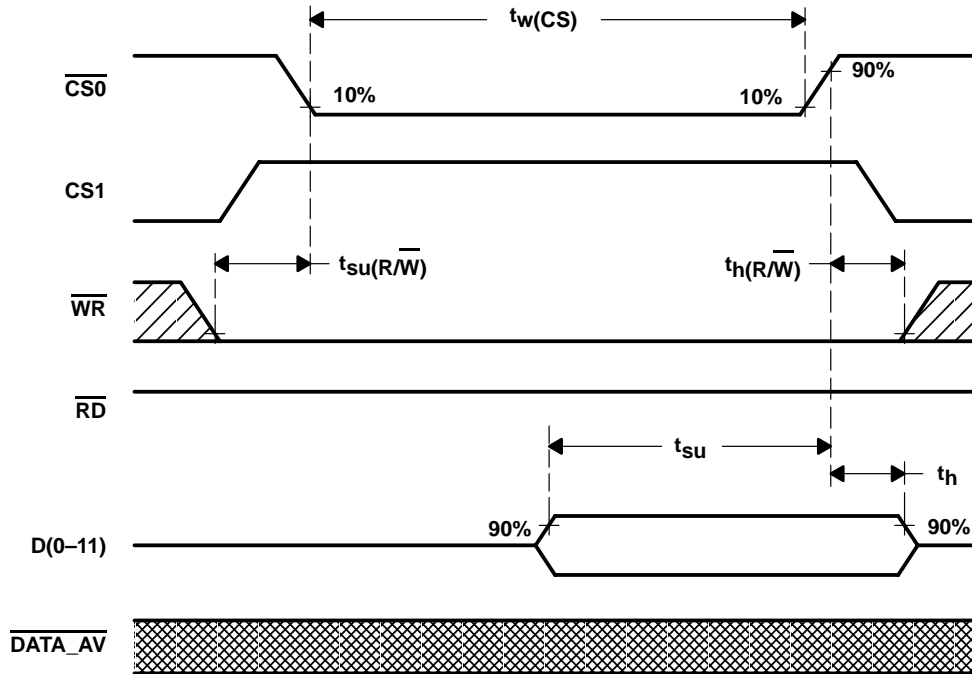 tw(CS)
CS0
10%
10%
90%
CS1
tsu(R/W)
th(R/W)
WR
RD
tsu
th
90%
90%
D(0–11)
DATA_AV